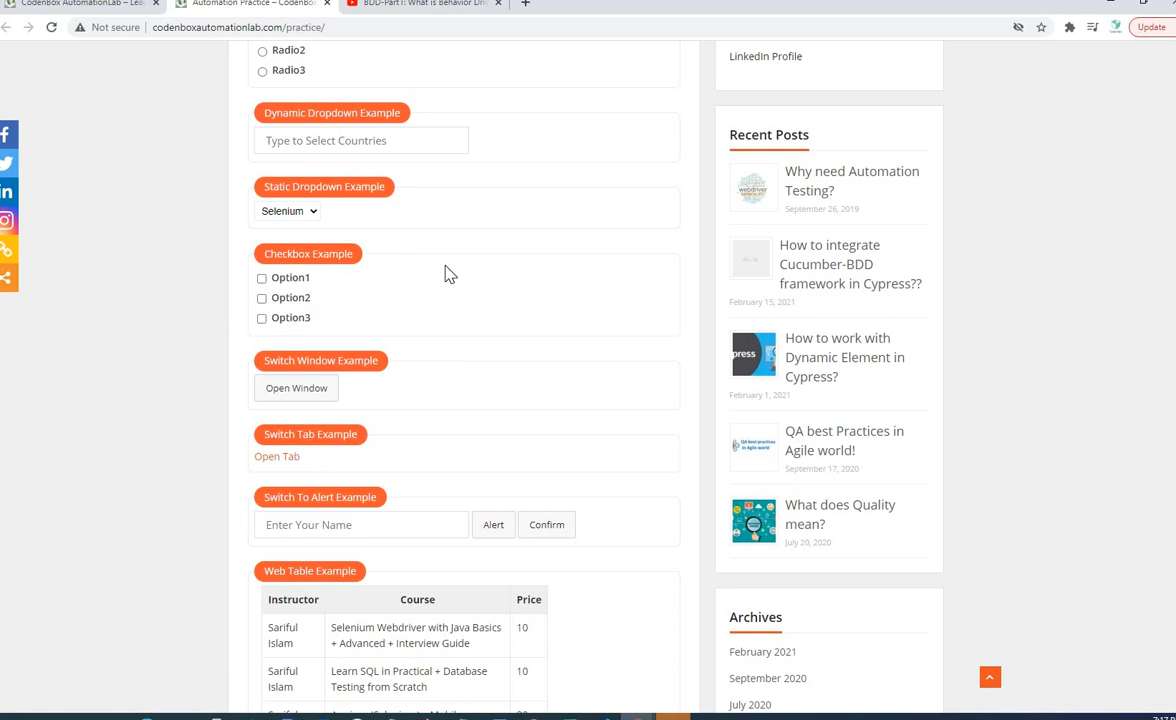 CodenBox AutomationLab – Lea
Automation Practice – CodenBo
BDD-Part1: What is Behavior Dri
Not secure
codenboxautomationlab.com/practice/
Update
Radio2
Radio3
Dynamic Dropdown Example
Type to Select Countries
Static Dropdown Example
Selenium
Checkbox Example
Option1
Option2
Option3
Switch Window Example
Open Window
Switch Tab Example
Open Tab
Switch To Alert Example
Enter Your Name
Alert
Confirm
Web Table Example
Instructor Course Price
Sariful Islam
Selenium Webdriver with Java Basics
+ Advanced + Interview Guide
10
Sariful Islam
Learn SQL in Practical + Database
Testing from Scratch
10
LinkedIn Profile
Recent Posts
Why need Automation
Testing?
September 26, 2019
How to integrate
Cucumber-BDD
framework in Cypress??
February 15, 2021
press
How to work with
Dynamic Element in
Cypress?
February 1, 2021
QA best Practices in
Agile world!
September 17, 2020
What does Quality
mean?
July 20, 2020
Archives
February 2021
September 2020
July 2020